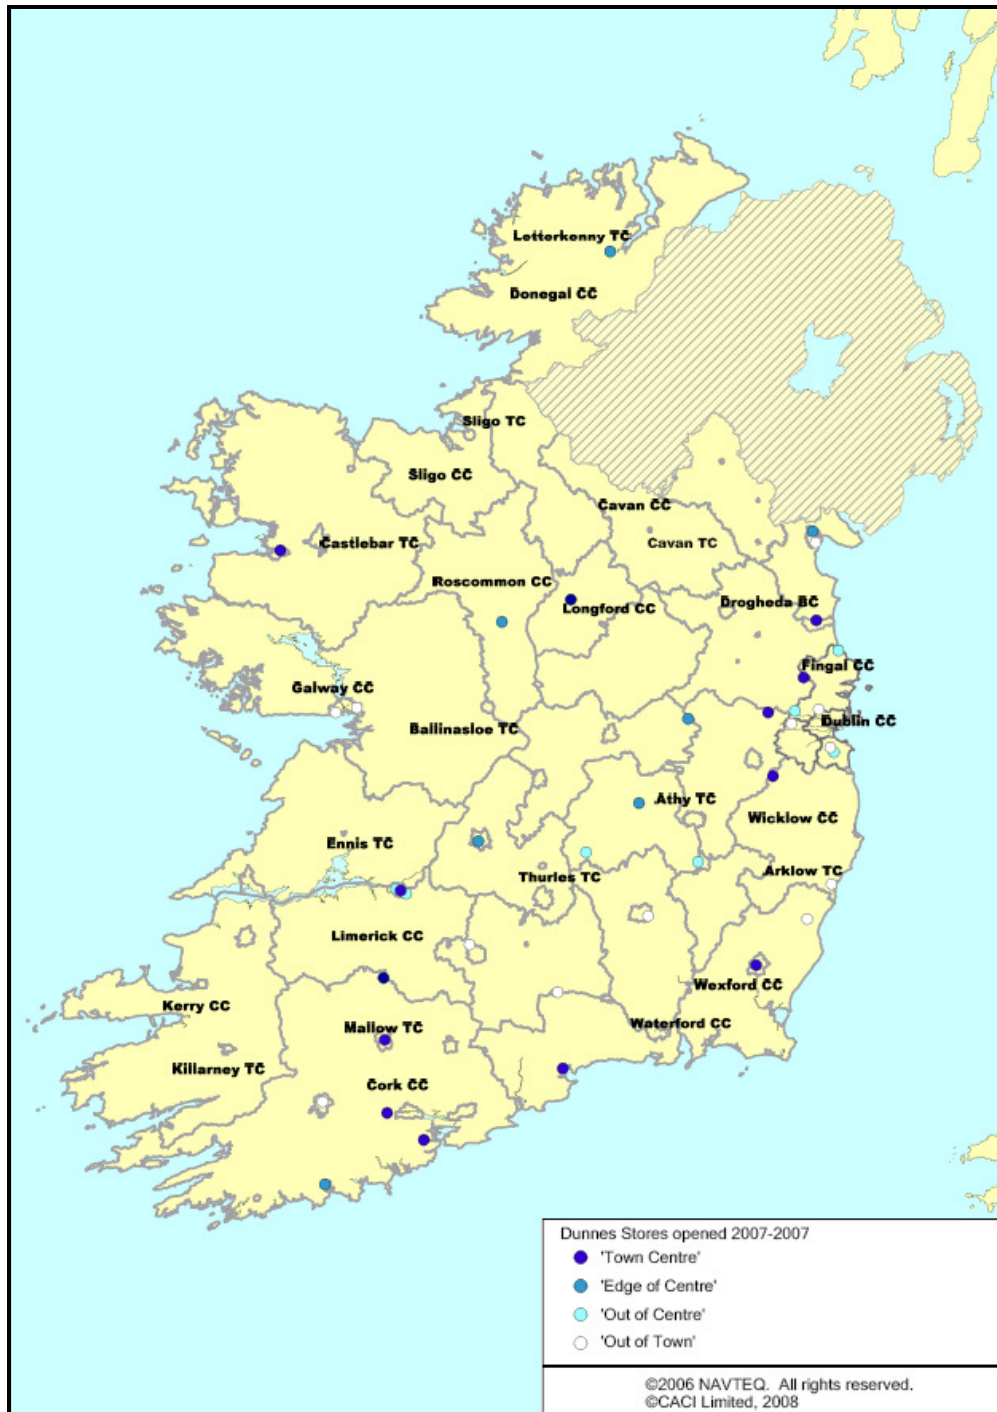 Letterkenny TC
Donegal CC
Sligo TC
Sligo CC
Cavan CC
Castlebar TC
Cavan TC
Roscommon CC
Longford CC
Drogheda BC
Fingal CC
Galway CC
Dublin CC
Ballinasloe TC
Athy TC
Wicklow CC
Ennis TC
Thurles TC
Arklow TC
Limerick CC
Wexford CC
Kerry CC
Mallow TC
Waterford CC
Killarney TC
Cork CC
Dunnes Stores opened 2007-2007
'Town Centre'
'Edge of Centre'
'Out of Centre'
'Out of Town'
©2006 NAVTEQ. All rights reserved.
©CACI Limited, 2008